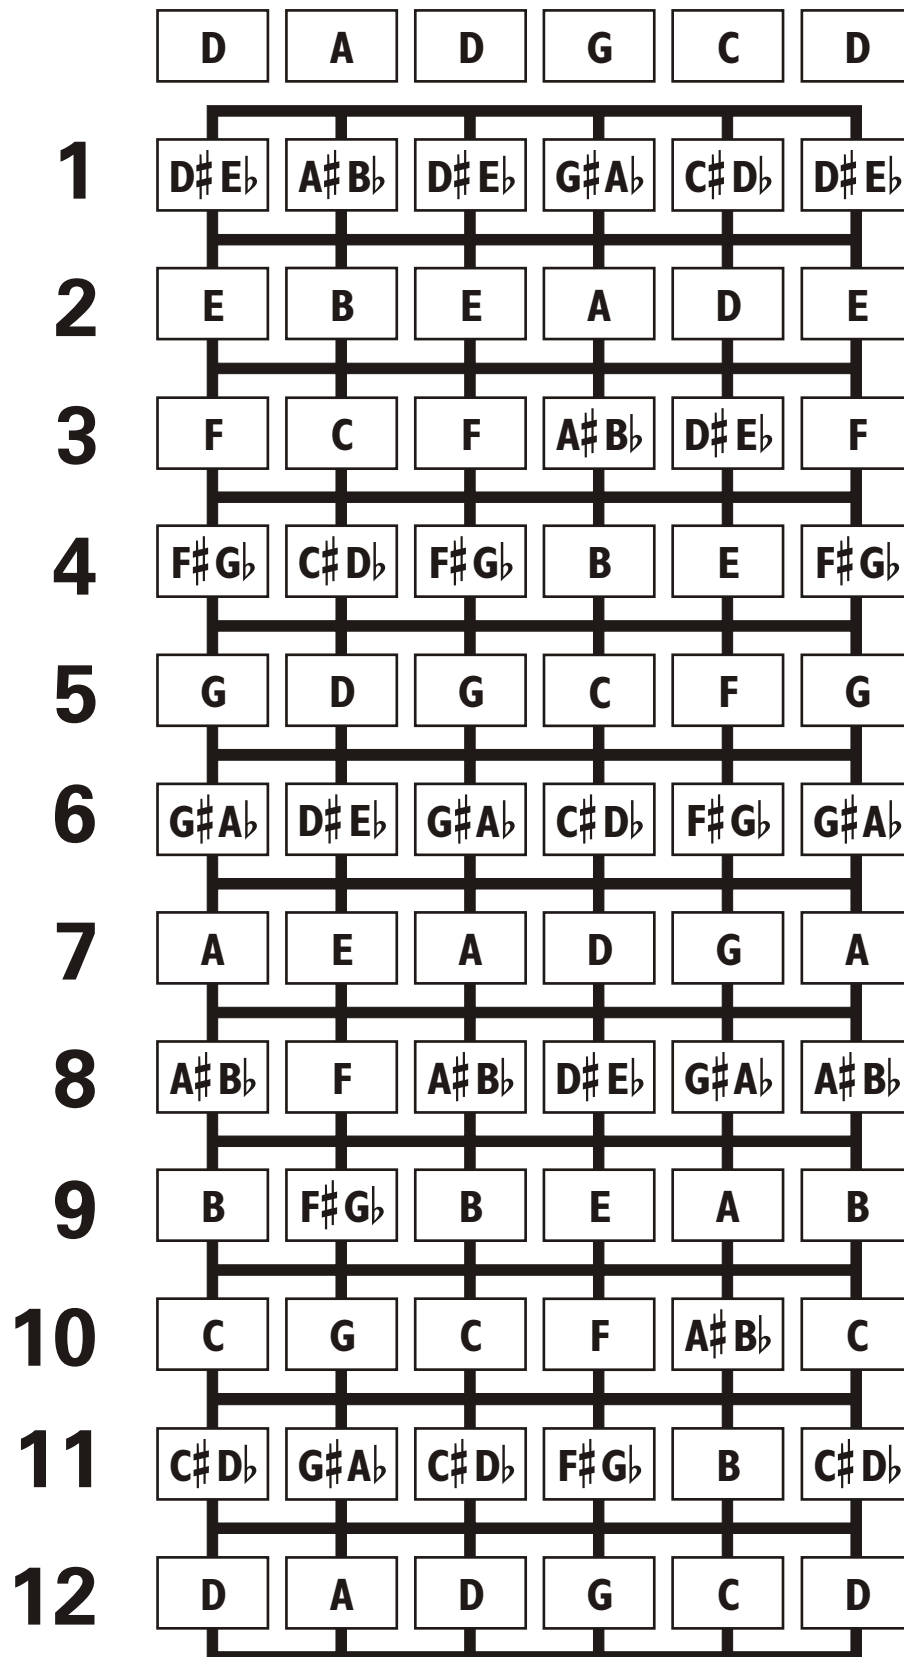 D A D G C D
1 D♯E♭ A♯B♭ D♯E♭ G♯A♭ C♯D♭ D♯E♭
2 E B E A D E
3 F C F A♯B♭ D♯E♭ F
4 F♯G♭ C♯D♭ F♯G♭ B E F♯G♭
5 G D G C F G
6 G♯A♭ D♯E♭ G♯A♭ C♯D♭ F♯G♭ G♯A♭
7 A E A D G A
8 A♯B♭ F A♯B♭ D♯E♭ G♯A♭ A♯B♭
9 B F♯G♭ B E A B
10 C G C F A♯B♭ C
11 C♯D♭ G♯A♭ C♯D♭ F♯G♭ B C♯D♭
12 D A D G C D